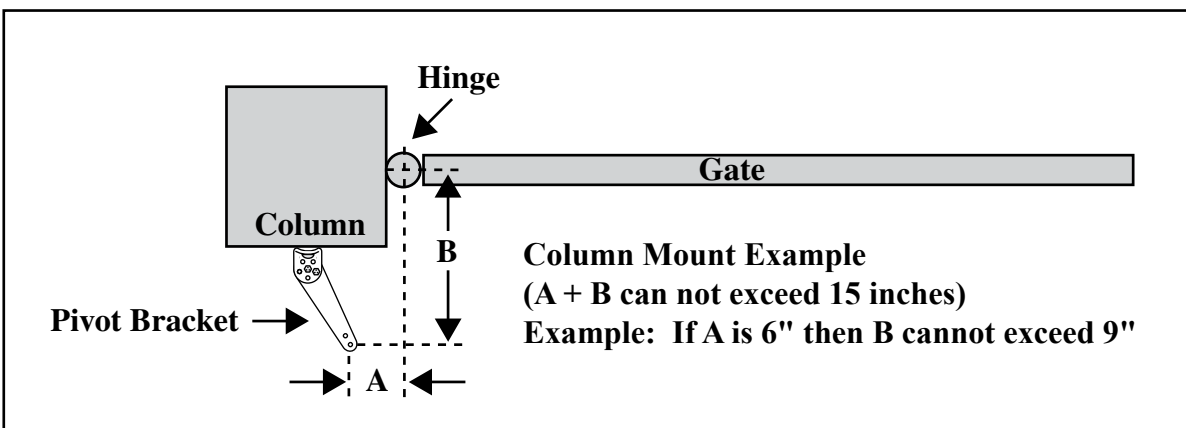 Hinge
Gate
Column
B
Column Mount Example
(A + B can not exceed 15 inches)
Pivot Bracket
Example:  If A is 6" then B cannot exceed 9"
A